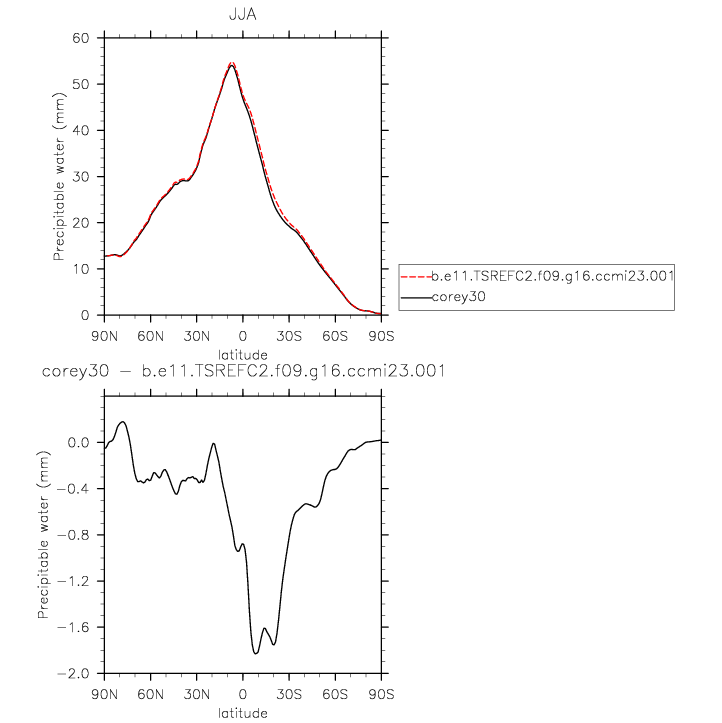 JJA
60
50
40
30
20
10
0
Precipitable water (mm)
90N 60N 30N 0 30S 60S 90S
latitude
b.e11.TSREFC2.f09.g16.ccmi23.001
corey30
corey30 − b.e11.TSREFC2.f09.g16.ccmi23.001
0.0
−0.4
−0.8
−1.2
−1.6
−2.0
Precipitable water (mm)
90N 60N 30N 0 30S 60S 90S
latitude